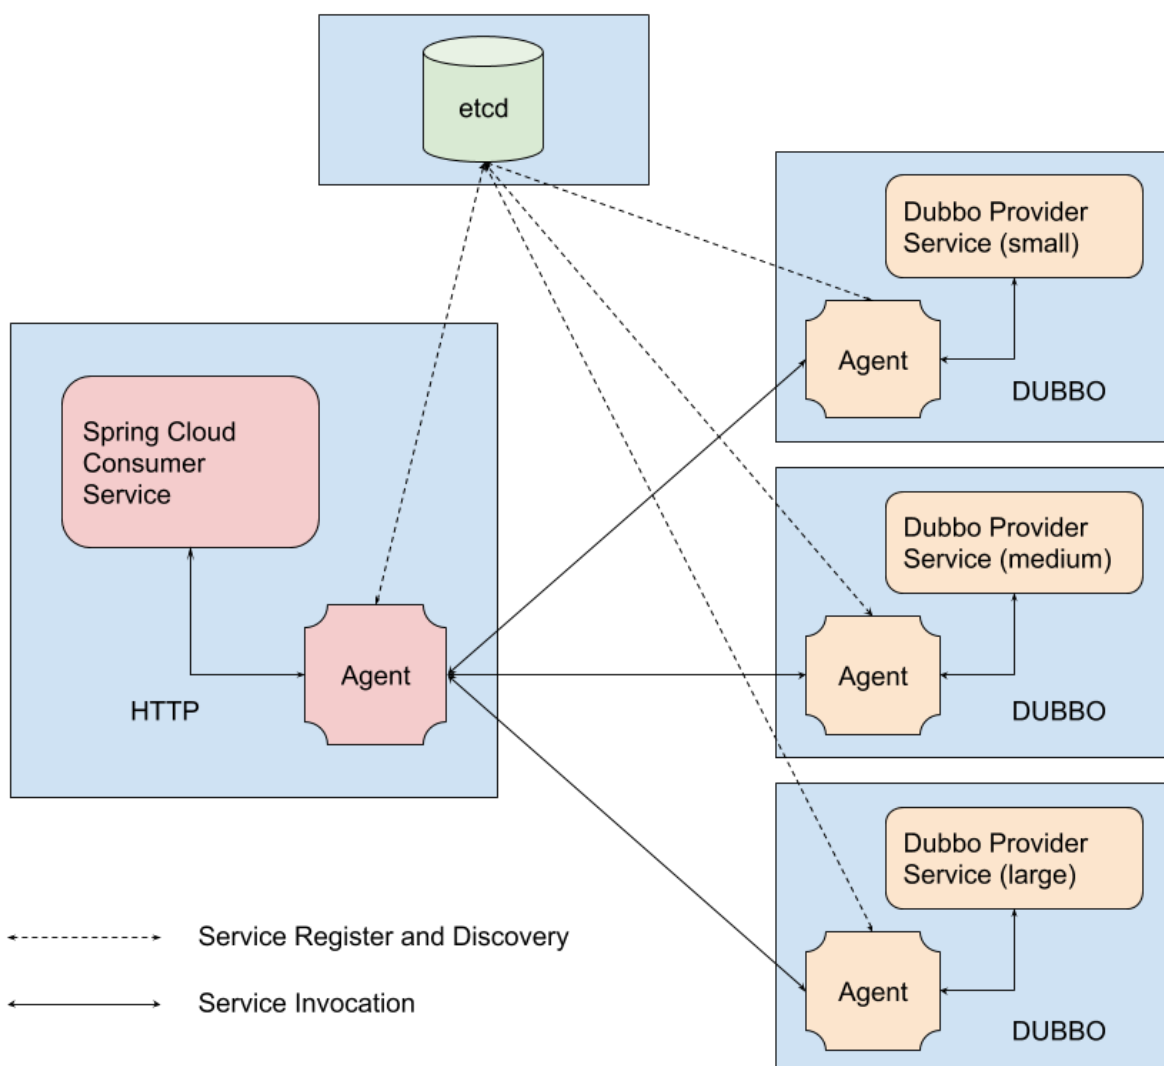 etcd
Dubbo Provider
Service (small)
Agent
DUBBO
Spring Cloud
Consumer
Service
Agent
HTTP
Dubbo Provider
Service (medium)
Agent
DUBBO
Dubbo Provider
Service (large)
Agent
DUBBO
Service Register and Discovery
Service Invocation